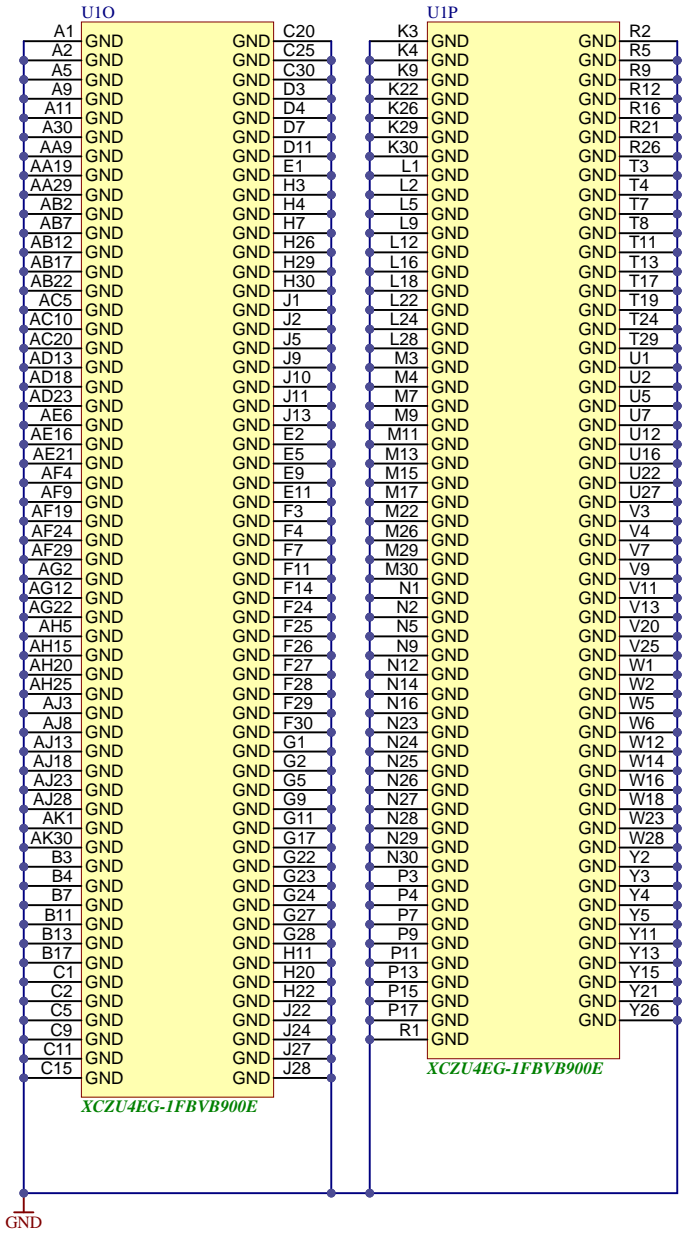 U1O
A1 GND GND C20
A2 GND GND C25
A5 GND GND C30
A9 GND GND D3
A11 GND GND D4
A30 GND GND D7
AA9 GND GND D11
AA19 GND GND E1
AA29 GND GND H3
AB2 GND GND H4
AB7 GND GND H7
AB12 GND GND H26
AB17 GND GND H29
AB22 GND GND H30
AC5 GND GND J1
AC10 GND GND J2
AC20 GND GND J5
AD13 GND GND J9
AD18 GND GND J10
AD23 GND GND J11
AE6 GND GND J13
AE16 GND GND E2
AE21 GND GND E5
AF4 GND GND E9
AF9 GND GND E11
AF19 GND GND F3
AF24 GND GND F4
AF29 GND GND F7
AG2 GND GND F11
AG12 GND GND F14
AG22 GND GND F24
AH5 GND GND F25
AH15 GND GND F26
AH20 GND GND F27
AH25 GND GND F28
AJ3 GND GND F29
AJ8 GND GND F30
AJ13 GND GND G1
AJ18 GND GND G2
AJ23 GND GND G5
AJ28 GND GND G9
AK1 GND GND G11
AK30 GND GND G17
B3 GND GND G22
B4 GND GND G23
B7 GND GND G24
B11 GND GND G27
B13 GND GND G28
B17 GND GND H11
C1 GND GND H20
C2 GND GND H22
C5 GND GND J22
C9 GND GND J24
C11 GND GND J27
C15 GND GND J28
XCZU4EG-1FBVB900E
U1P
K3 GND GND R2
K4 GND GND R5
K9 GND GND R9
K22 GND GND R12
K26 GND GND R16
K29 GND GND R21
K30 GND GND R26
L1 GND GND T3
L2 GND GND T4
L5 GND GND T7
L9 GND GND T8
L12 GND GND T11
L16 GND GND T13
L18 GND GND T17
L22 GND GND T19
L24 GND GND T24
L28 GND GND T29
M3 GND GND U1
M4 GND GND U2
M7 GND GND U5
M9 GND GND U7
M11 GND GND U12
M13 GND GND U16
M15 GND GND U22
M17 GND GND U27
M22 GND GND V3
M26 GND GND V4
M29 GND GND V7
M30 GND GND V9
N1 GND GND V11
N2 GND GND V13
N5 GND GND V20
N9 GND GND V25
N12 GND GND W1
N14 GND GND W2
N16 GND GND W5
N23 GND GND W6
N24 GND GND W12
N25 GND GND W14
N26 GND GND W16
N27 GND GND W18
N28 GND GND W23
N29 GND GND W28
N30 GND GND Y2
P3 GND GND Y3
P4 GND GND Y4
P7 GND GND Y5
P9 GND GND Y11
P11 GND GND Y13
P13 GND GND Y15
P15 GND GND Y21
P17 GND GND Y26
R1 GND
XCZU4EG-1FBVB900E
GND